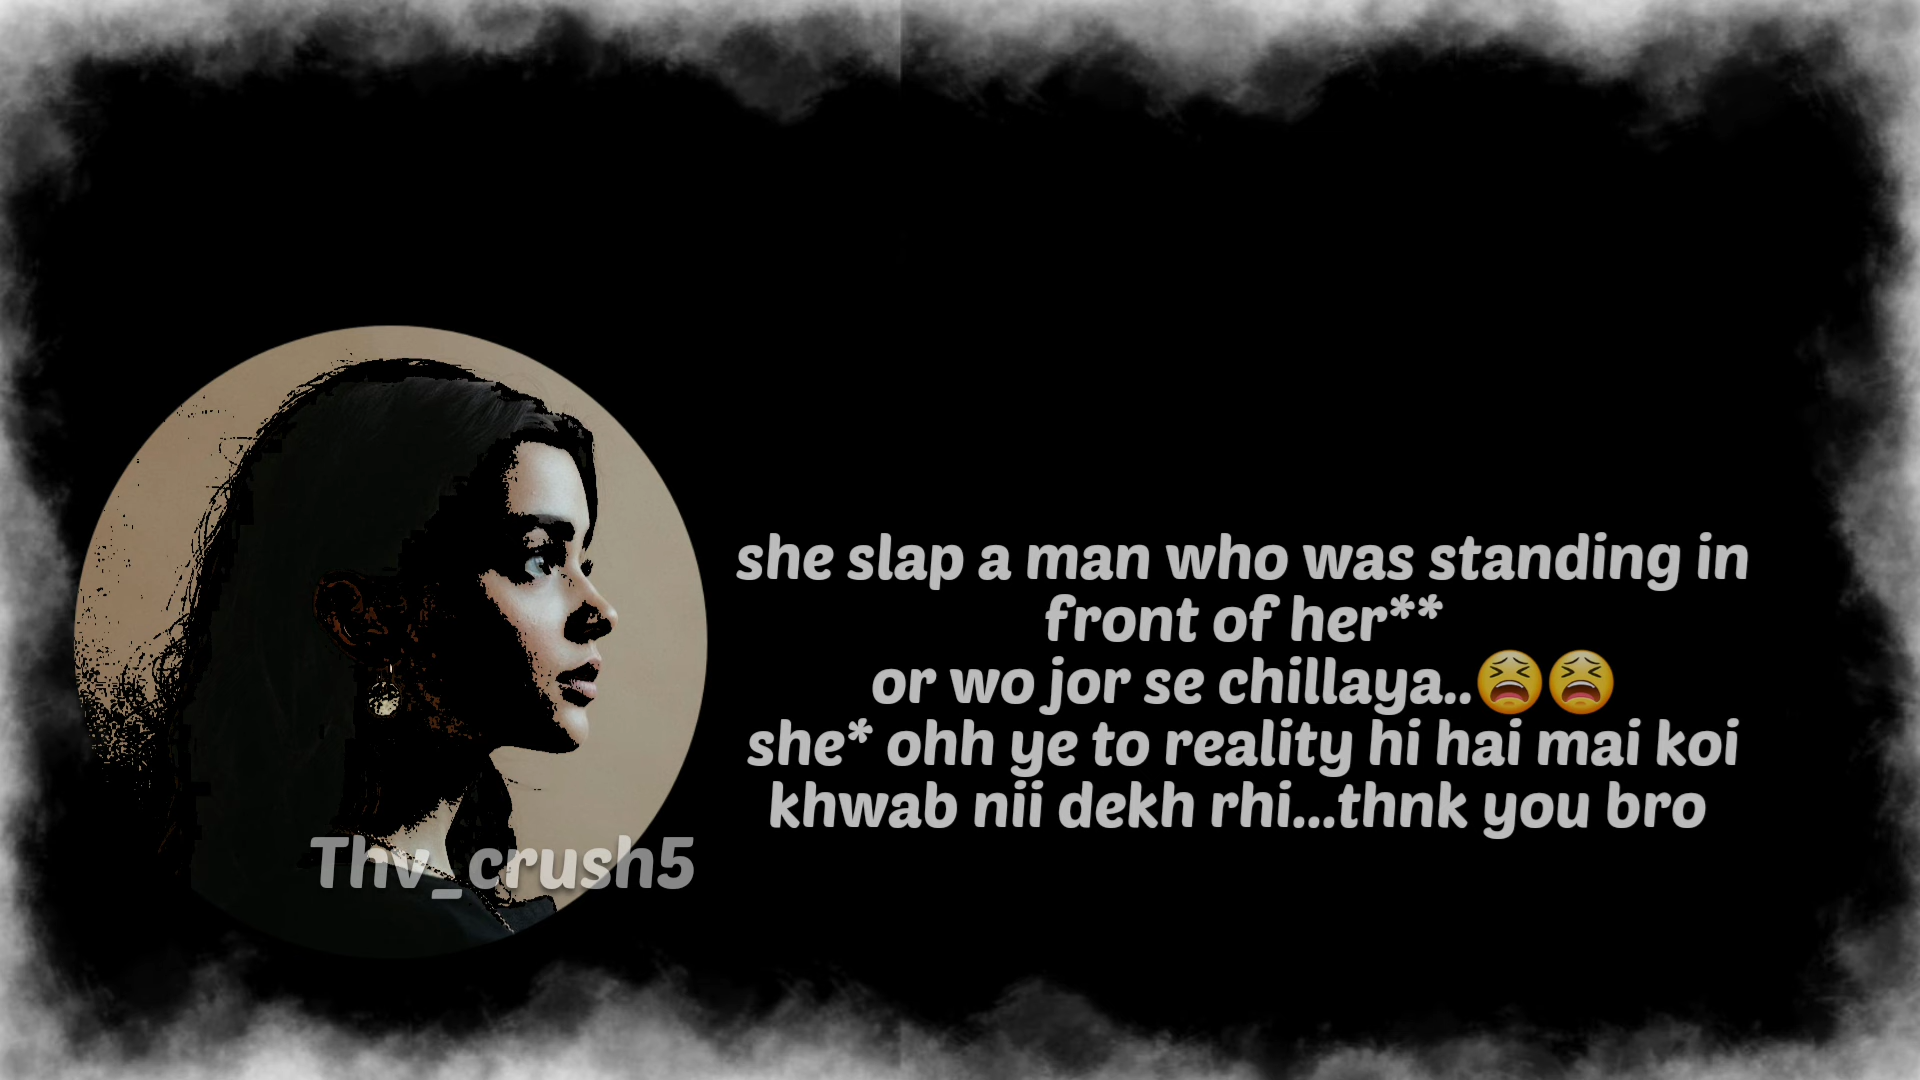 she slap a man who was standing in
front of her**
or wo jor se chillaya..😫😫
she* ohh ye to reality hi hai mai koi
khwab nii dekh rhi...thnk you bro
Thv_crush5